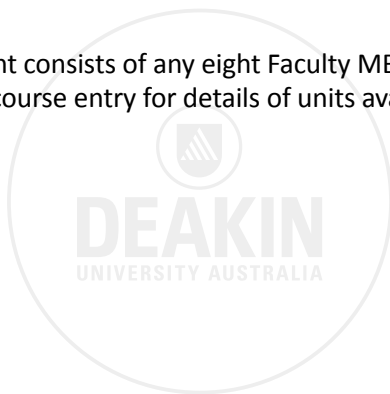 nt consists of any eight Faculty ME
course entry for details of units ava
DEAKIN
UNIVERSITY AUSTRALIA